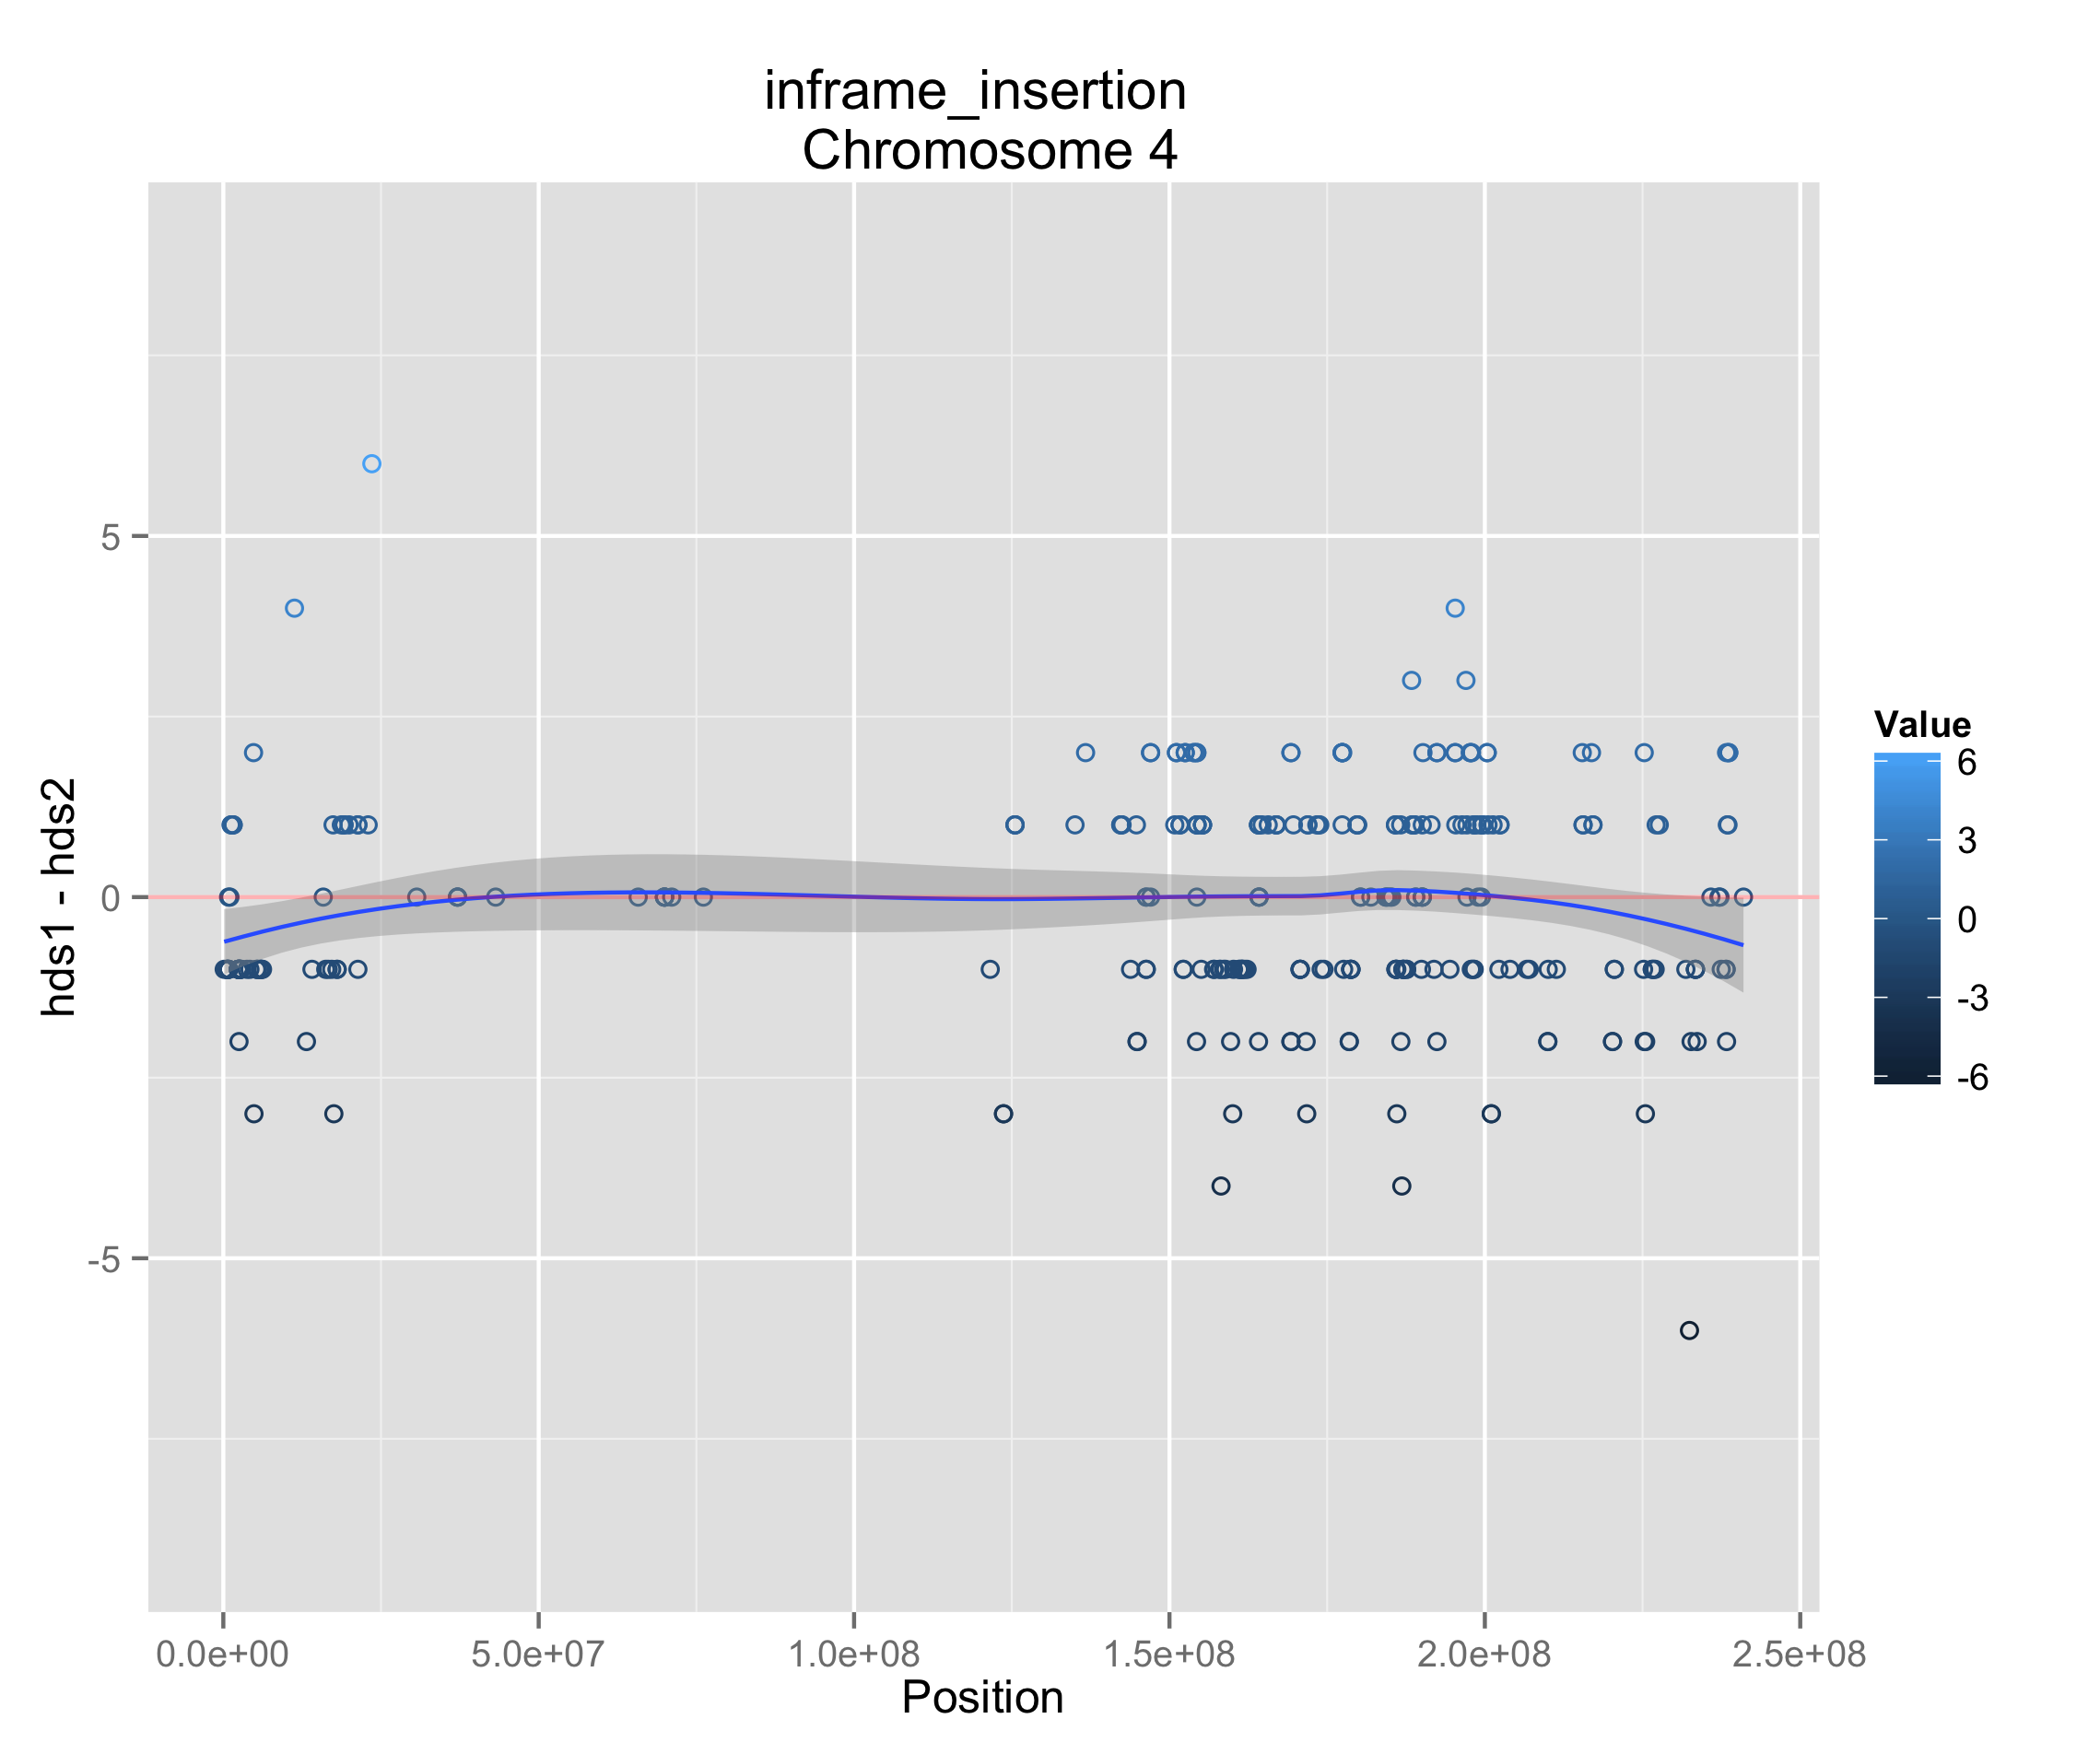 inframe_insertion
Chromosome 4
hds1 - hds2
5
0
-5
0.0e+00 5.0e+07 1.0e+08 1.5e+08 2.0e+08 2.5e+08
Position
Value
6
3
0
-3
-6